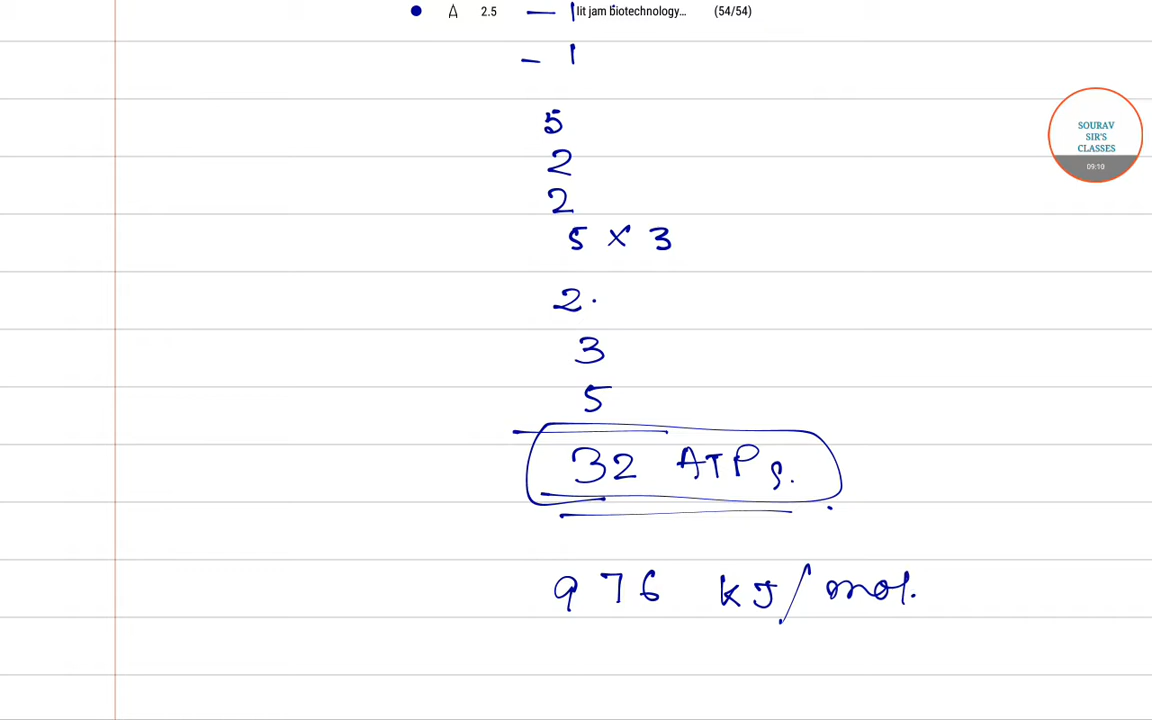 A 2.5 — 1 Iit jam biotechnology... (54/54)
– 1
5
2
2
5 × 3
2.
3
5
32 ATPs.
976 kJ/mol.
SOURAV
SIR'S
CLASSES
09:10